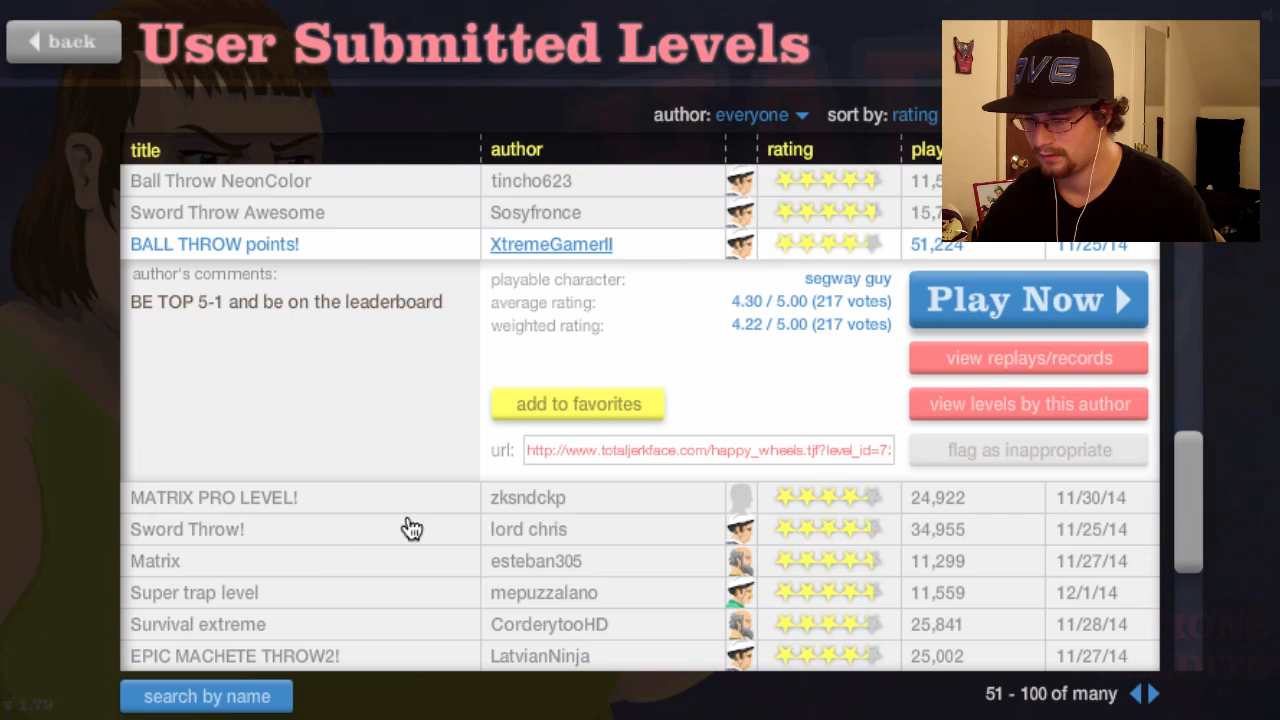 back
User Submitted Levels
OVG
author: everyone sort by: rating
title author rating play
Ball Throw NeonColor tincho623 11,5
Sword Throw Awesome Sosyfronce 15,7
BALL THROW points! XtremeGamerII 51,224 11/25/14
author's comments:
BE TOP 5-1 and be on the leaderboard
playable character: segway guy
average rating: 4.30 / 5.00 (217 votes)
weighted rating: 4.22 / 5.00 (217 votes)
Play Now
view replays/records
add to favorites
view levels by this author
url: http://www.totaljerkface.com/happy_wheels.tjf?level_id=7
flag as inappropriate
MATRIX PRO LEVEL! zksndckp 24,922 11/30/14
Sword Throw! lord chris 34,955 11/25/14
Matrix esteban305 11,299 11/27/14
Super trap level mepuzzalano 11,559 12/1/14
Survival extreme CorderytooHD 25,841 11/28/14
EPIC MACHETE THROW2! LatvianNinja 25,002 11/27/14
search by name
51 - 100 of many
v 1.79